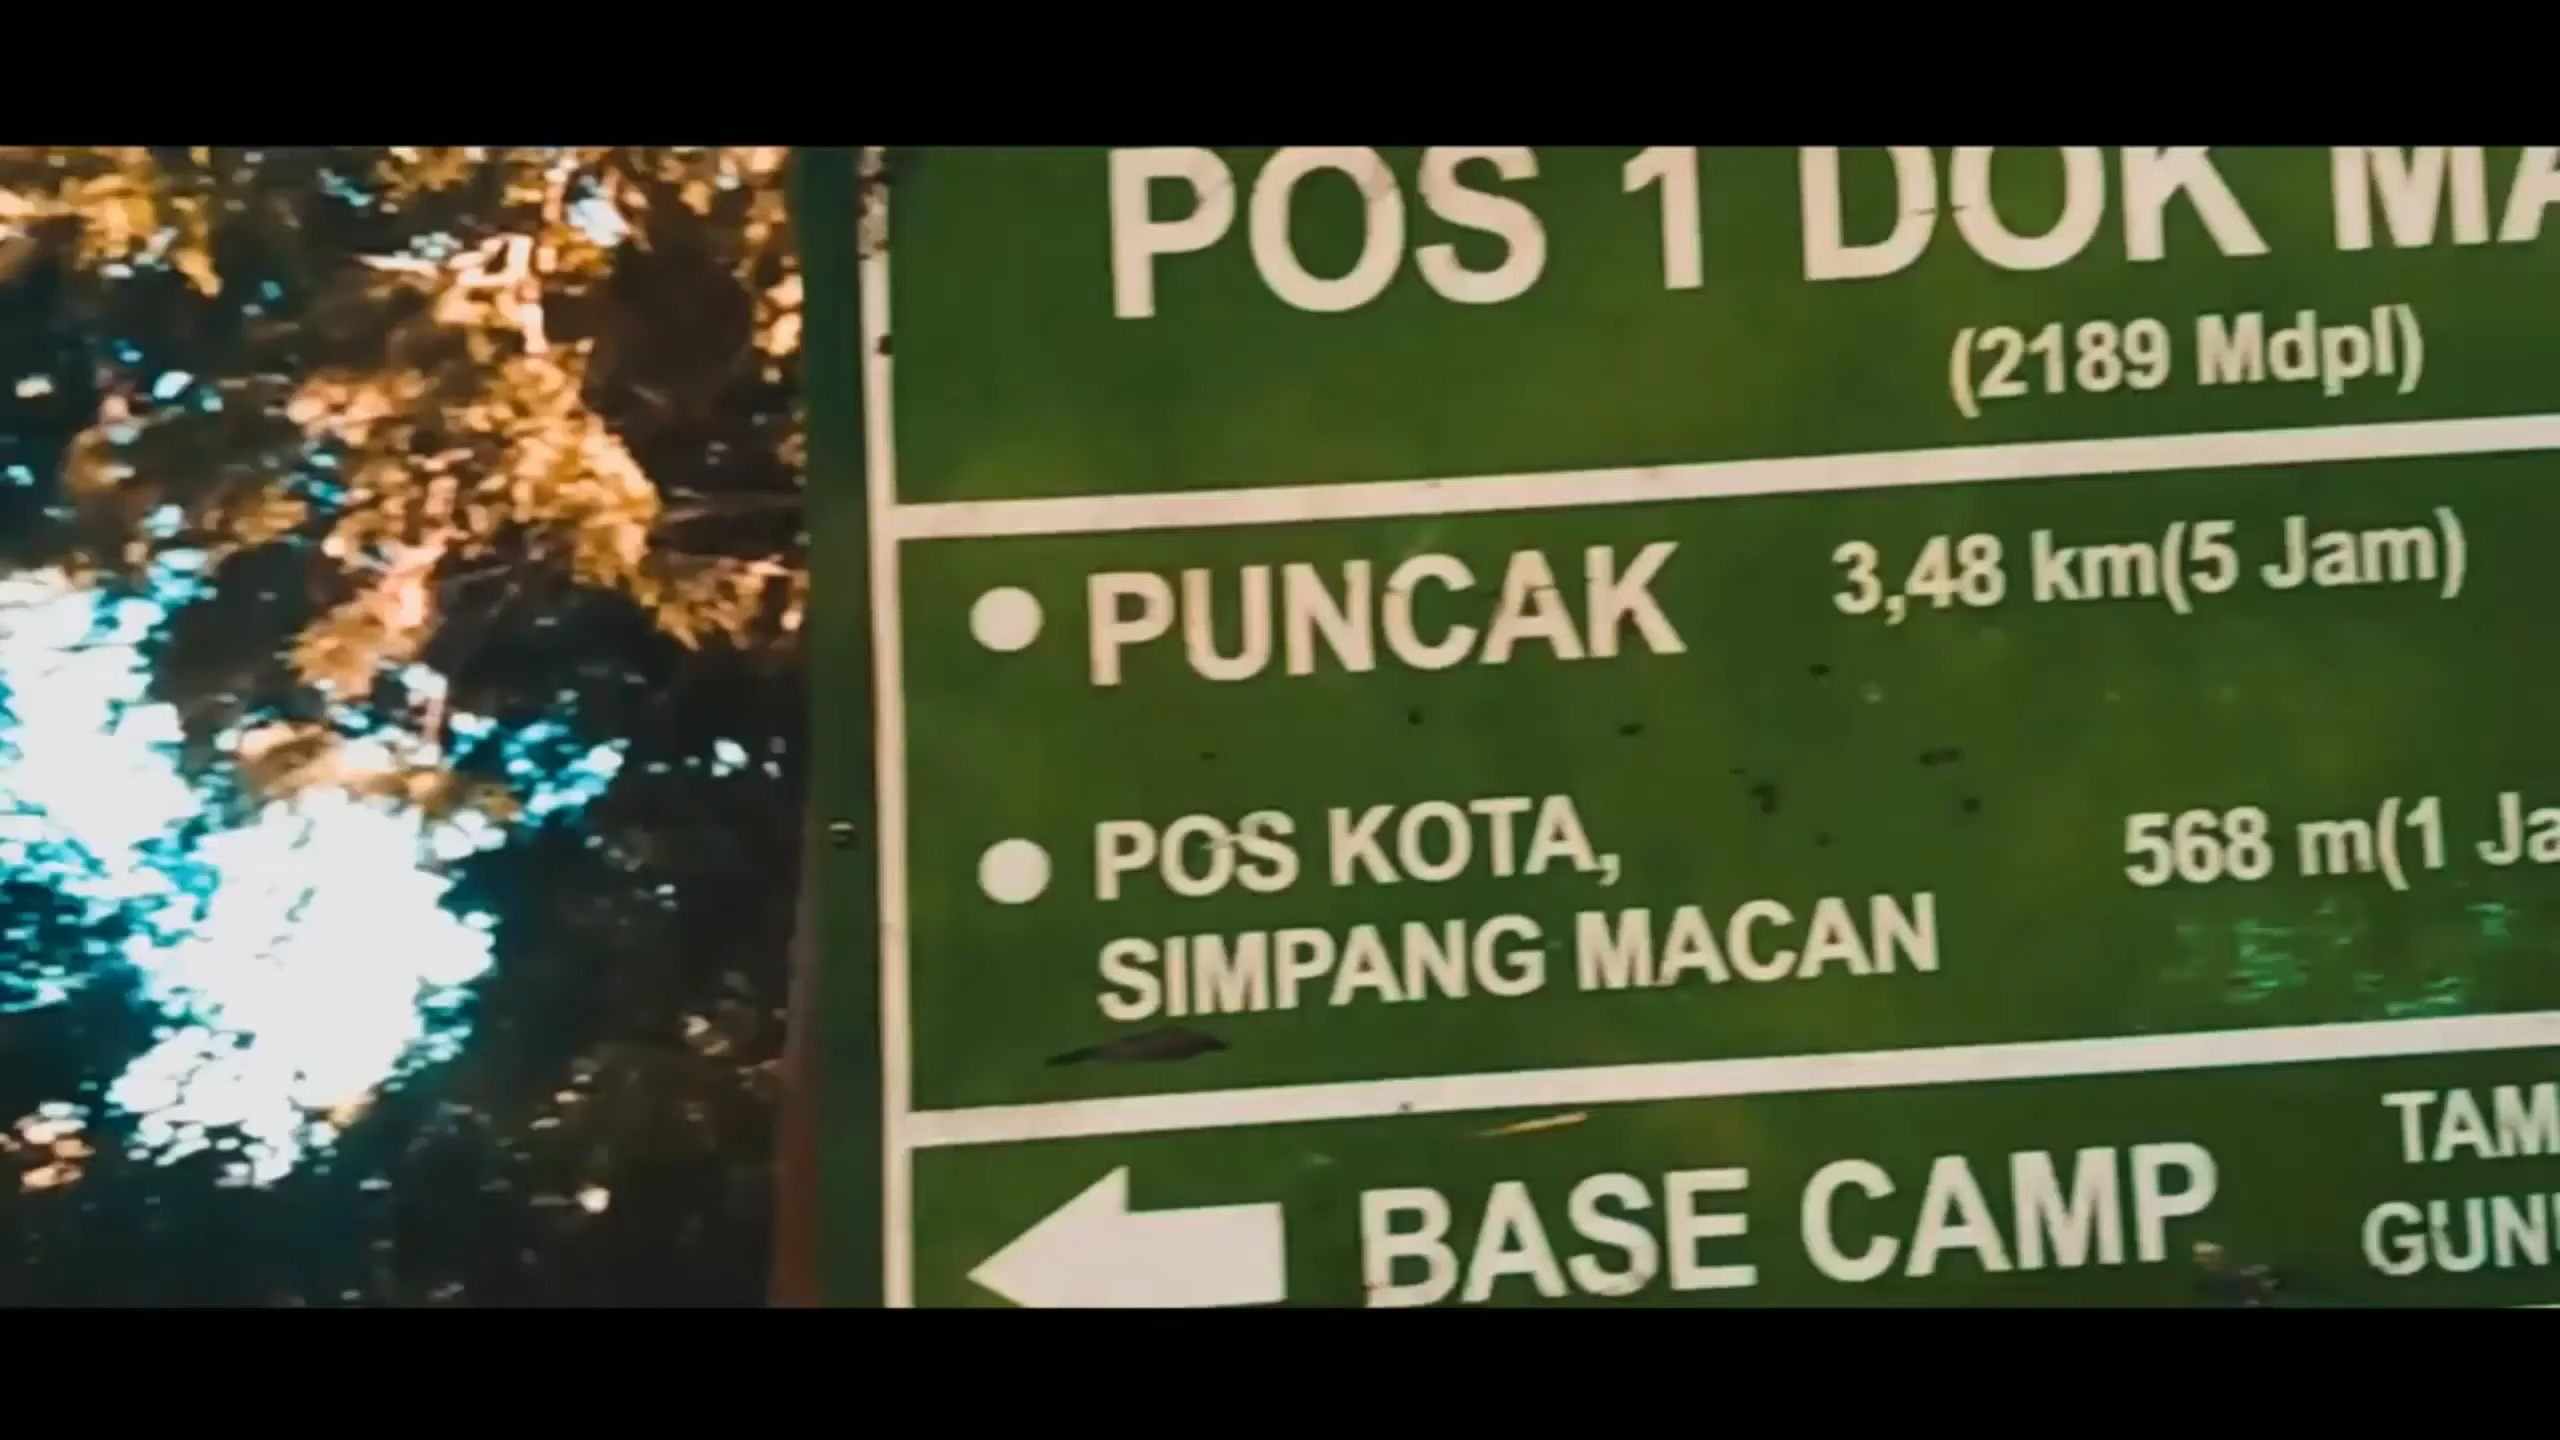 POS 1 DOK
(2189 Mdpl)
PUNCAK 3,48 km(5 Jam)
POS KOTA, 568 m(1
SIMPANG MACAN
BASE CAMP